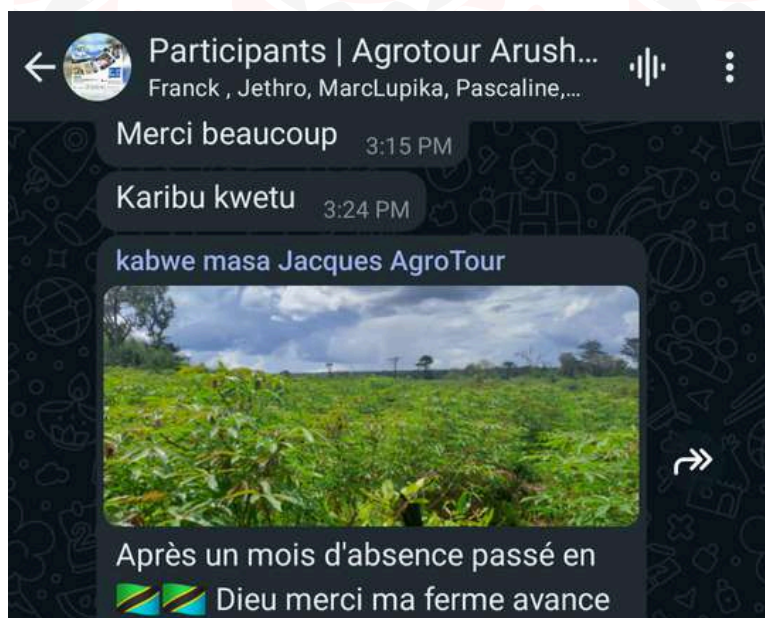 Participants | Agrotour Arush...
Franck , Jethro, MarcLupika, Pascaline,...
Merci beaucoup 3:15 PM
Karibu kwetu 3:24 PM
kabwe masa Jacques AgroTour
Après un mois d'absence passé en
🇹🇿🇹🇿 Dieu merci ma ferme avance